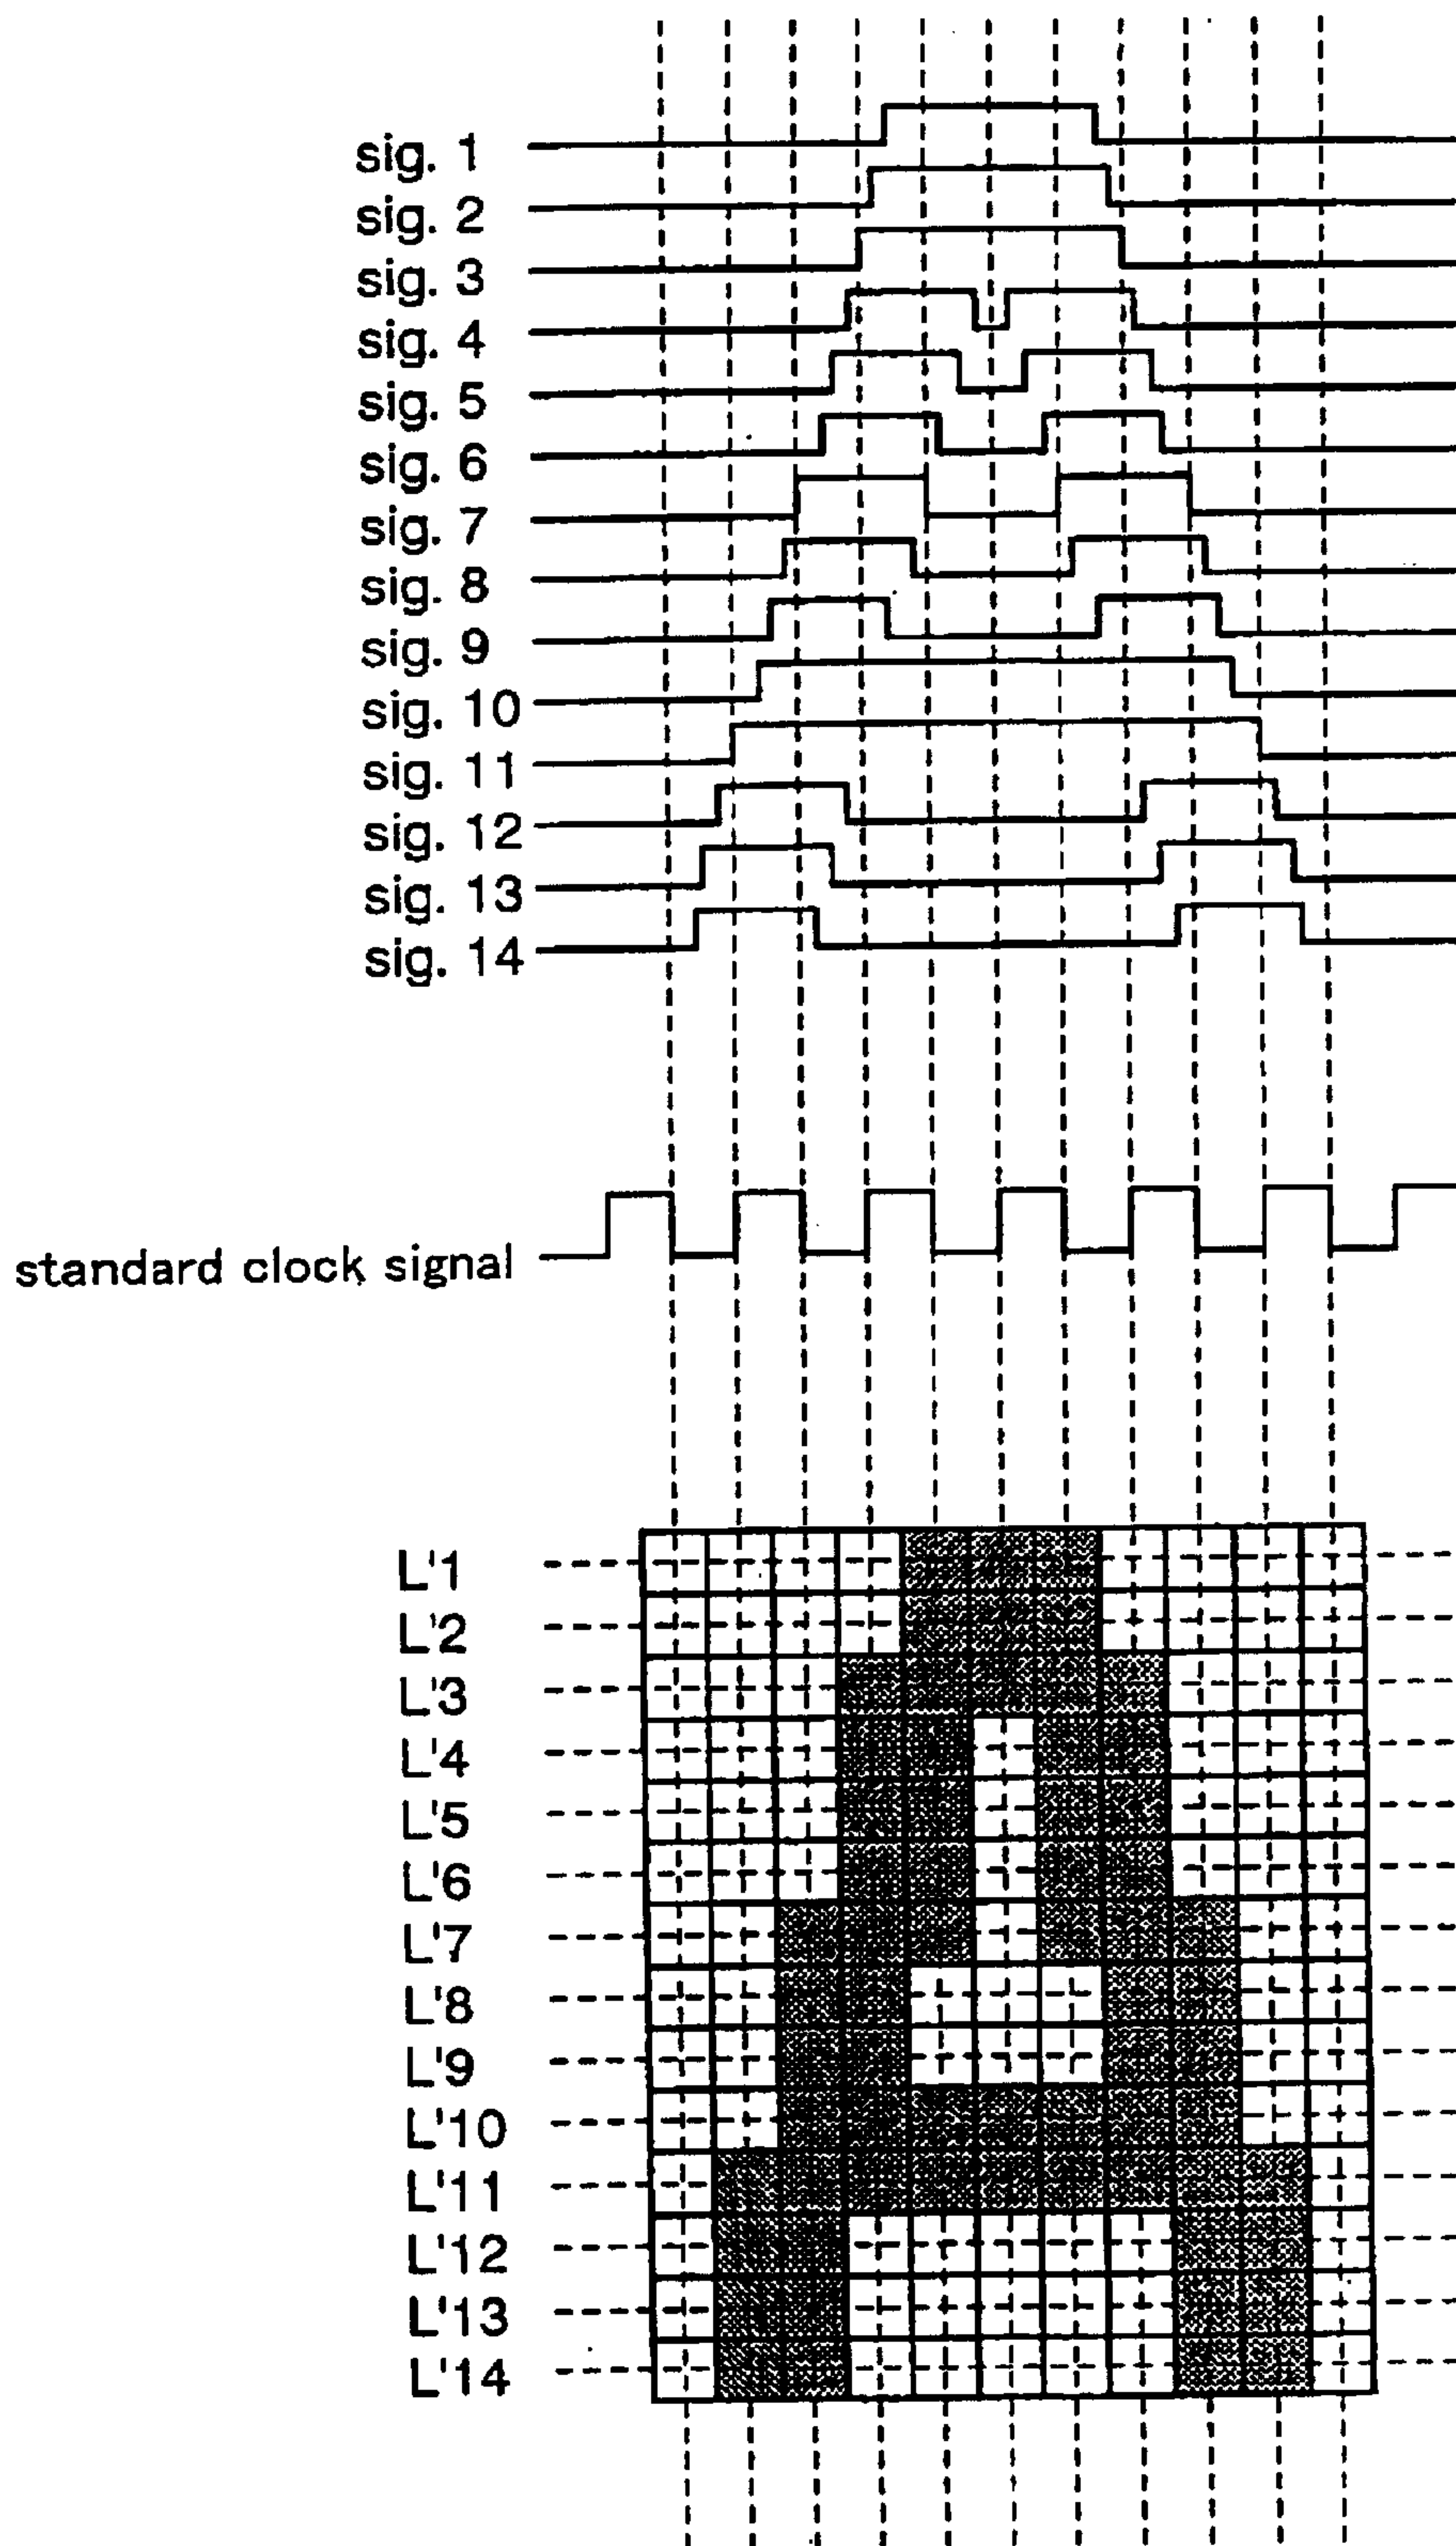 sig. 1
sig. 2
sig. 3
sig. 4
sig. 5
sig. 6
sig. 7
sig. 8
sig. 9
sig. 10
sig. 11
sig. 12
sig. 13
sig. 14
standard clock signal
L'1
L'2
L'3
L'4
L'5
L'6
L'7
L'8
L'9
L'10
L'11
L'12
L'13
L'14